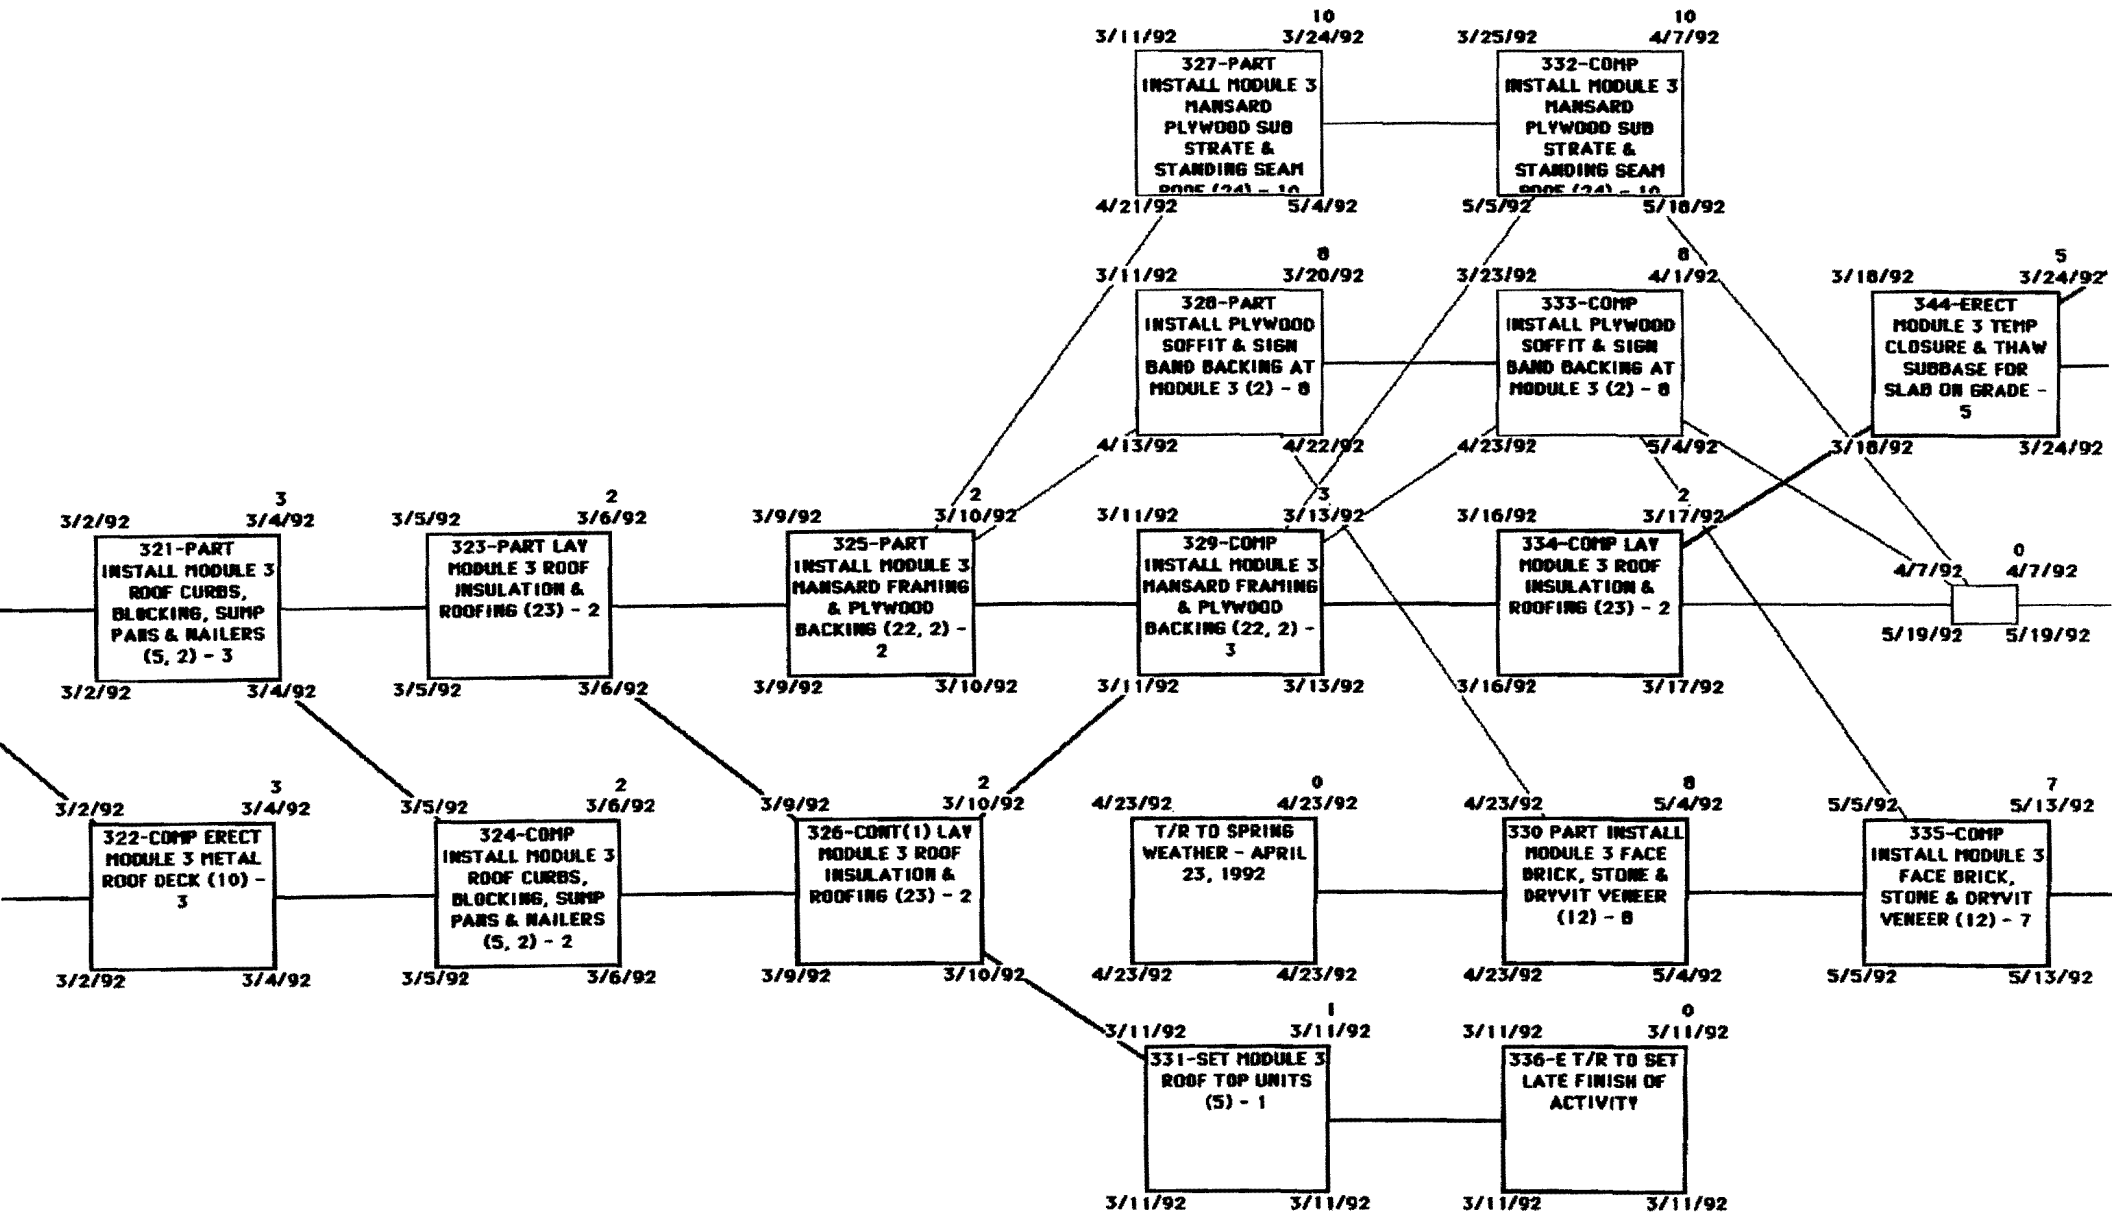 10
3/11/92 3/24/92
327-PART
INSTALL MODULE 3
MANSARD
PLYWOOD SUB
STRATE &
STANDING SEAM
ROOF (24) - 10
4/21/92 5/4/92
10
3/25/92 4/7/92
332-COMP
INSTALL MODULE 3
MANSARD
PLYWOOD SUB
STRATE &
STANDING SEAM
ROOF (24) - 10
5/5/92 5/18/92
8
3/11/92 3/20/92
328-PART
INSTALL PLYWOOD
SOFFIT & SIGN
BAND BACKING AT
MODULE 3 (2) - 8
4/13/92 4/22/92
8
3/23/92 4/1/92
333-COMP
INSTALL PLYWOOD
SOFFIT & SIGN
BAND BACKING AT
MODULE 3 (2) - 8
4/23/92 5/4/92
5
3/18/92 3/24/92
344-ERECT
MODULE 3 TEMP
CLOSURE & THAW
SUBBASE FOR
SLAB ON GRADE -
5
3/18/92 3/24/92
3
3/2/92 3/4/92
321-PART
INSTALL MODULE 3
ROOF CURBS,
BLOCKING, SUMP
PANS & NAILERS
(5, 2) - 3
3/2/92 3/4/92
2
3/5/92 3/6/92
323-PART LAY
MODULE 3 ROOF
INSULATION &
ROOFING (23) - 2
3/5/92 3/6/92
2
3/9/92 3/10/92
325-PART
INSTALL MODULE 3
MANSARD FRAMING
& PLYWOOD
BACKING (22, 2) -
2
3/9/92 3/10/92
3
3/11/92 3/13/92
329-COMP
INSTALL MODULE 3
MANSARD FRAMING
& PLYWOOD
BACKING (22, 2) -
3
3/11/92 3/13/92
2
3/16/92 3/17/92
334-COMP LAY
MODULE 3 ROOF
INSULATION &
ROOFING (23) - 2
3/16/92 3/17/92
0
4/7/92 4/7/92
5/19/92 5/19/92
3
3/2/92 3/4/92
322-COMP ERECT
MODULE 3 METAL
ROOF DECK (10) -
3
3/2/92 3/4/92
2
3/5/92 3/6/92
324-COMP
INSTALL MODULE 3
ROOF CURBS,
BLOCKING, SUMP
PANS & NAILERS
(5, 2) - 2
3/5/92 3/6/92
2
3/9/92 3/10/92
326-CONT(1) LAY
MODULE 3 ROOF
INSULATION &
ROOFING (23) - 2
3/9/92 3/10/92
0
4/23/92 4/23/92
T/R TO SPRING
WEATHER - APRIL
23, 1992
4/23/92 4/23/92
8
4/23/92 5/4/92
330 PART INSTALL
MODULE 3 FACE
BRICK, STONE &
DRYVIT VENEER
(12) - 8
4/23/92 5/4/92
7
5/5/92 5/13/92
335-COMP
INSTALL MODULE 3
FACE BRICK,
STONE & DRYVIT
VENEER (12) - 7
5/5/92 5/13/92
1
3/11/92 3/11/92
331-SET MODULE 3
ROOF TOP UNITS
(5) - 1
3/11/92 3/11/92
0
3/11/92 3/11/92
336-E T/R TO SET
LATE FINISH OF
ACTIVITY
3/11/92 3/11/92